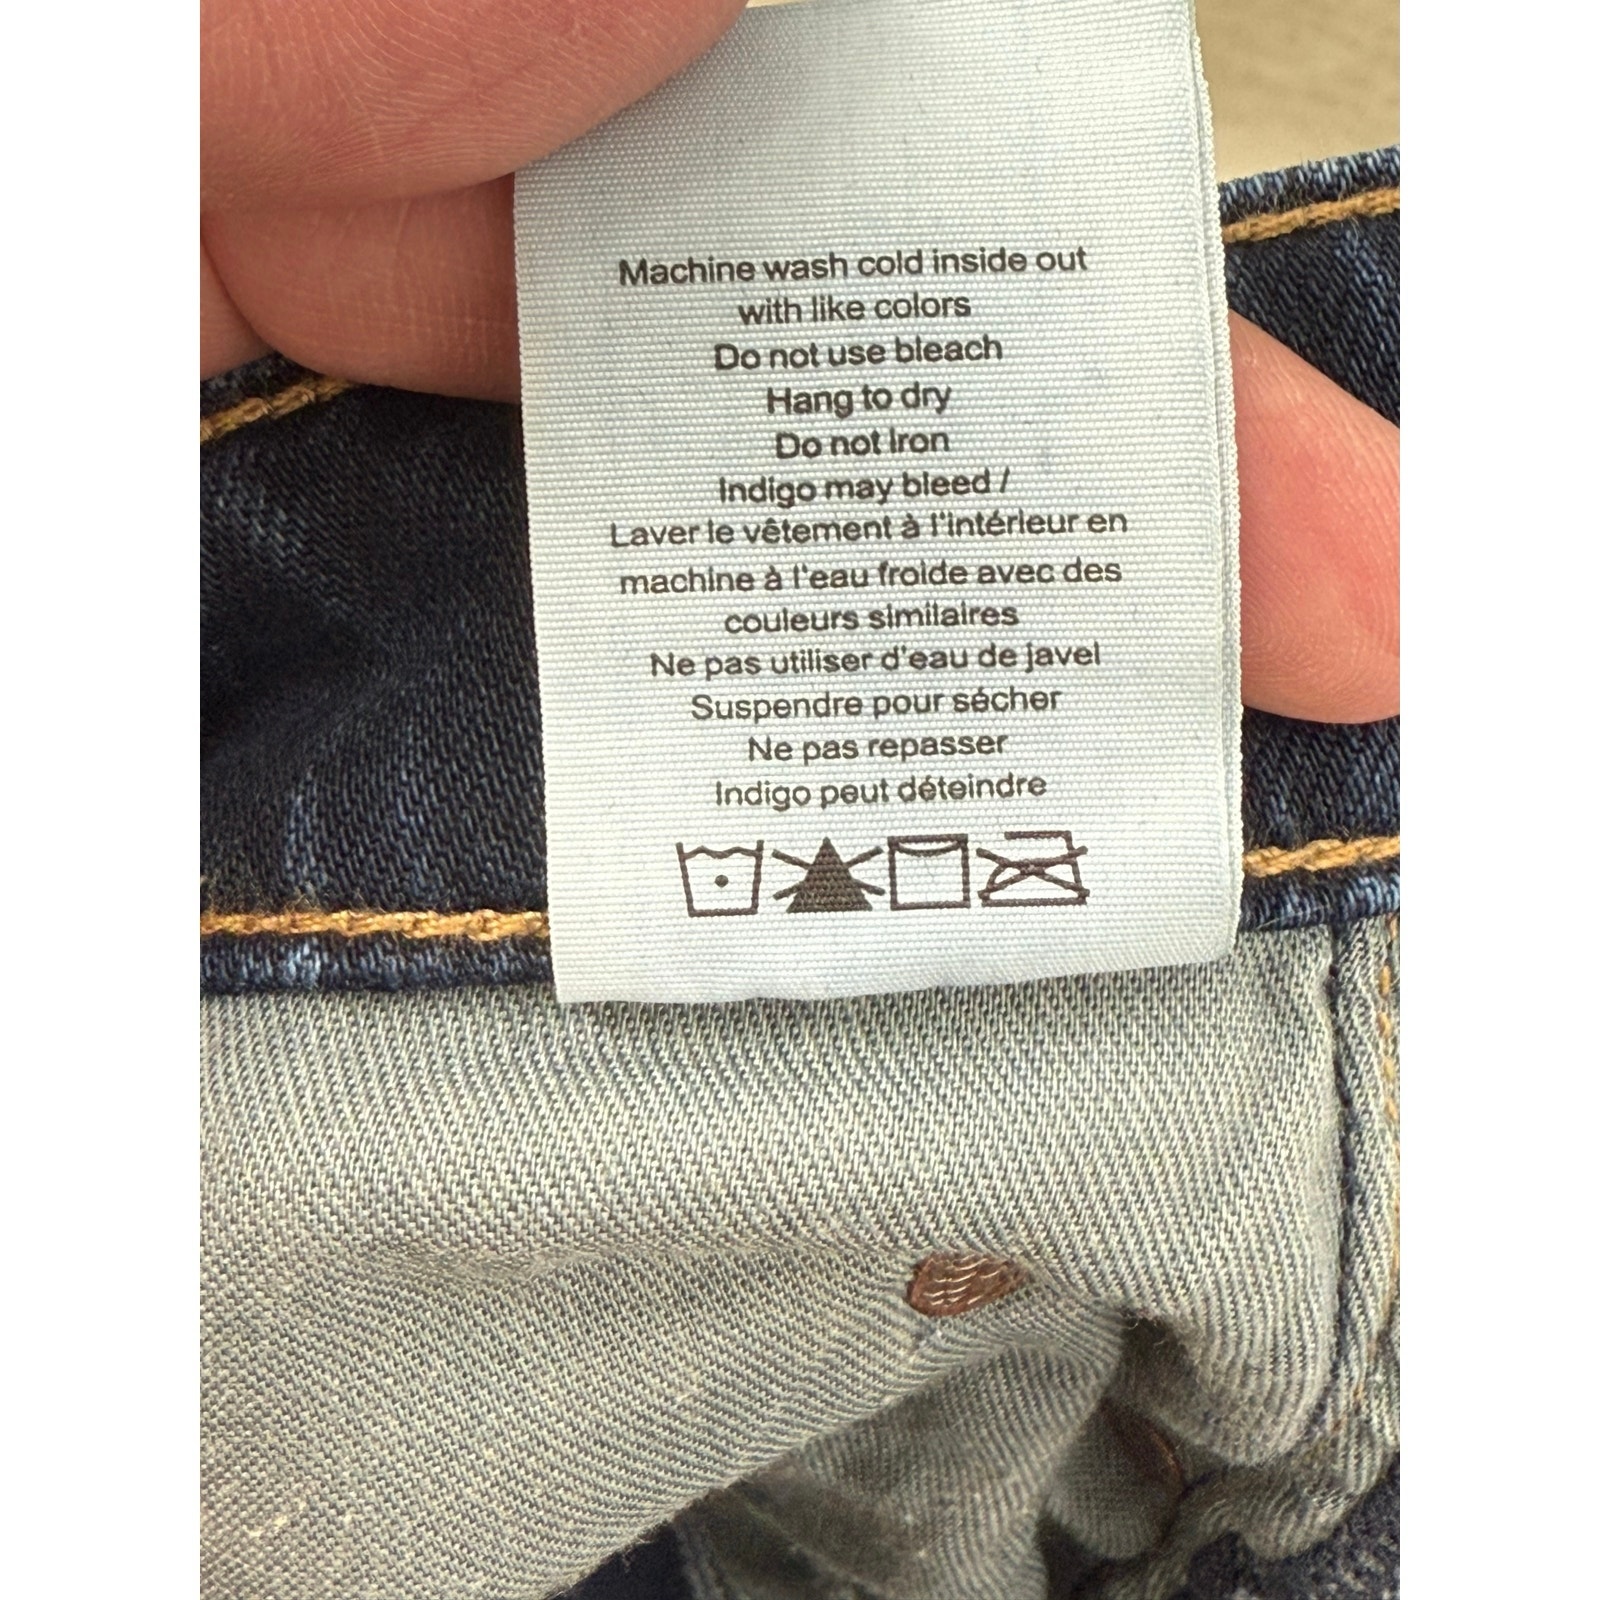 Machine wash cold inside out
with like colors
Do not use bleach
Hang to dry
Do not Iron
Indigo may bleed /
Laver le vêtement à l'intérieur en
machine à l'eau froide avec des
couleurs similaires
Ne pas utiliser d'eau de javel
Suspendre pour sécher
Ne pas repasser
Indigo peut déteindre